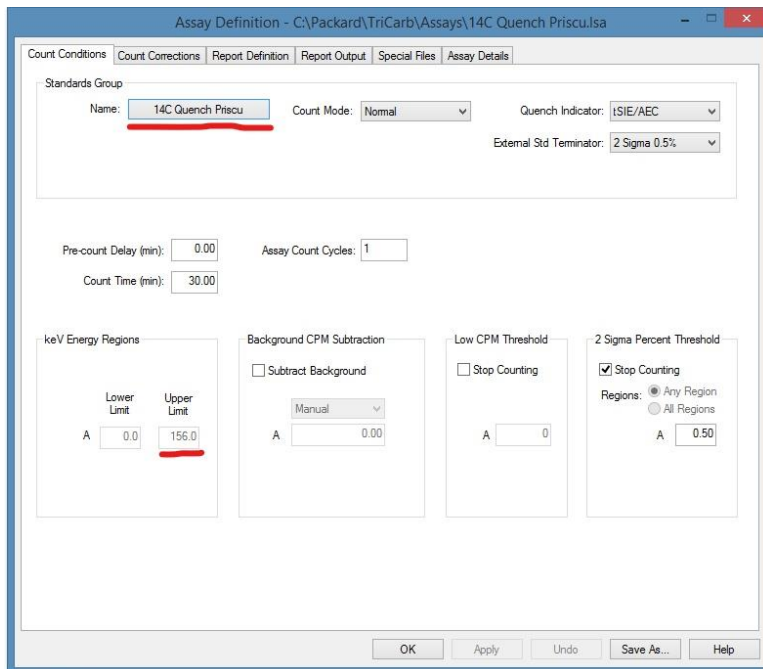 Assay Definition - C:\Packard\TriCarb\Assays\14C Quench Priscu.lsa
Count Conditions Count Corrections Report Definition Report Output Special Files Assay Details
Standards Group
Name: 14C Quench Priscu Count Mode: Normal Quench Indicator: tSIE/AEC
External Std Terminator: 2 Sigma 0.5%
Pre-count Delay (min): 0.00 Assay Count Cycles: 1
Count Time (min): 30.00
keV Energy Regions Background CPM Subtraction Low CPM Threshold 2 Sigma Percent Threshold
Subtract Background Stop Counting Stop Counting
Lower Limit Upper Limit Manual Regions: Any Region
All Regions
A 0.0 156.0 A 0.00 A 0 A 0.50
OK Apply Undo Save As... Help